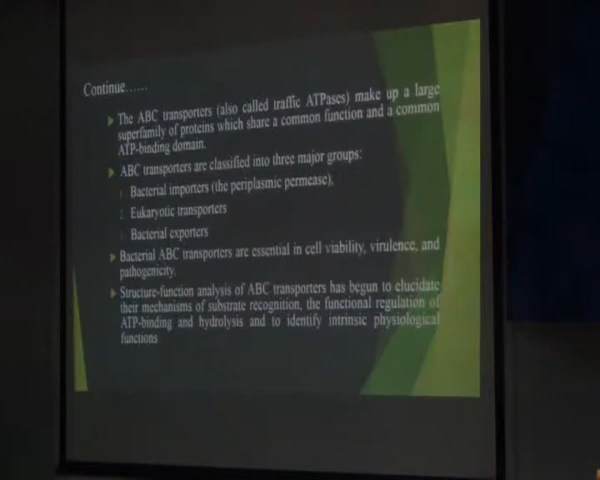 Continue......
The ABC transporters (also called traffic ATPases) make up a large
superfamily of proteins which share a common function and a common
ATP-binding domain.
ABC transporters are classified into three major groups:
Bacterial importers (the periplasmic permease),
Eukaryotic transporters
Bacterial exporters
Bacterial ABC transporters are essential in cell viability, virulence, and
pathogenicity.
Structure-function analysis of ABC transporters has begun to elucidate
their mechanisms of substrate recognition, the functional regulation of
ATP-binding and hydrolysis and to identify intrinsic physiological
functions